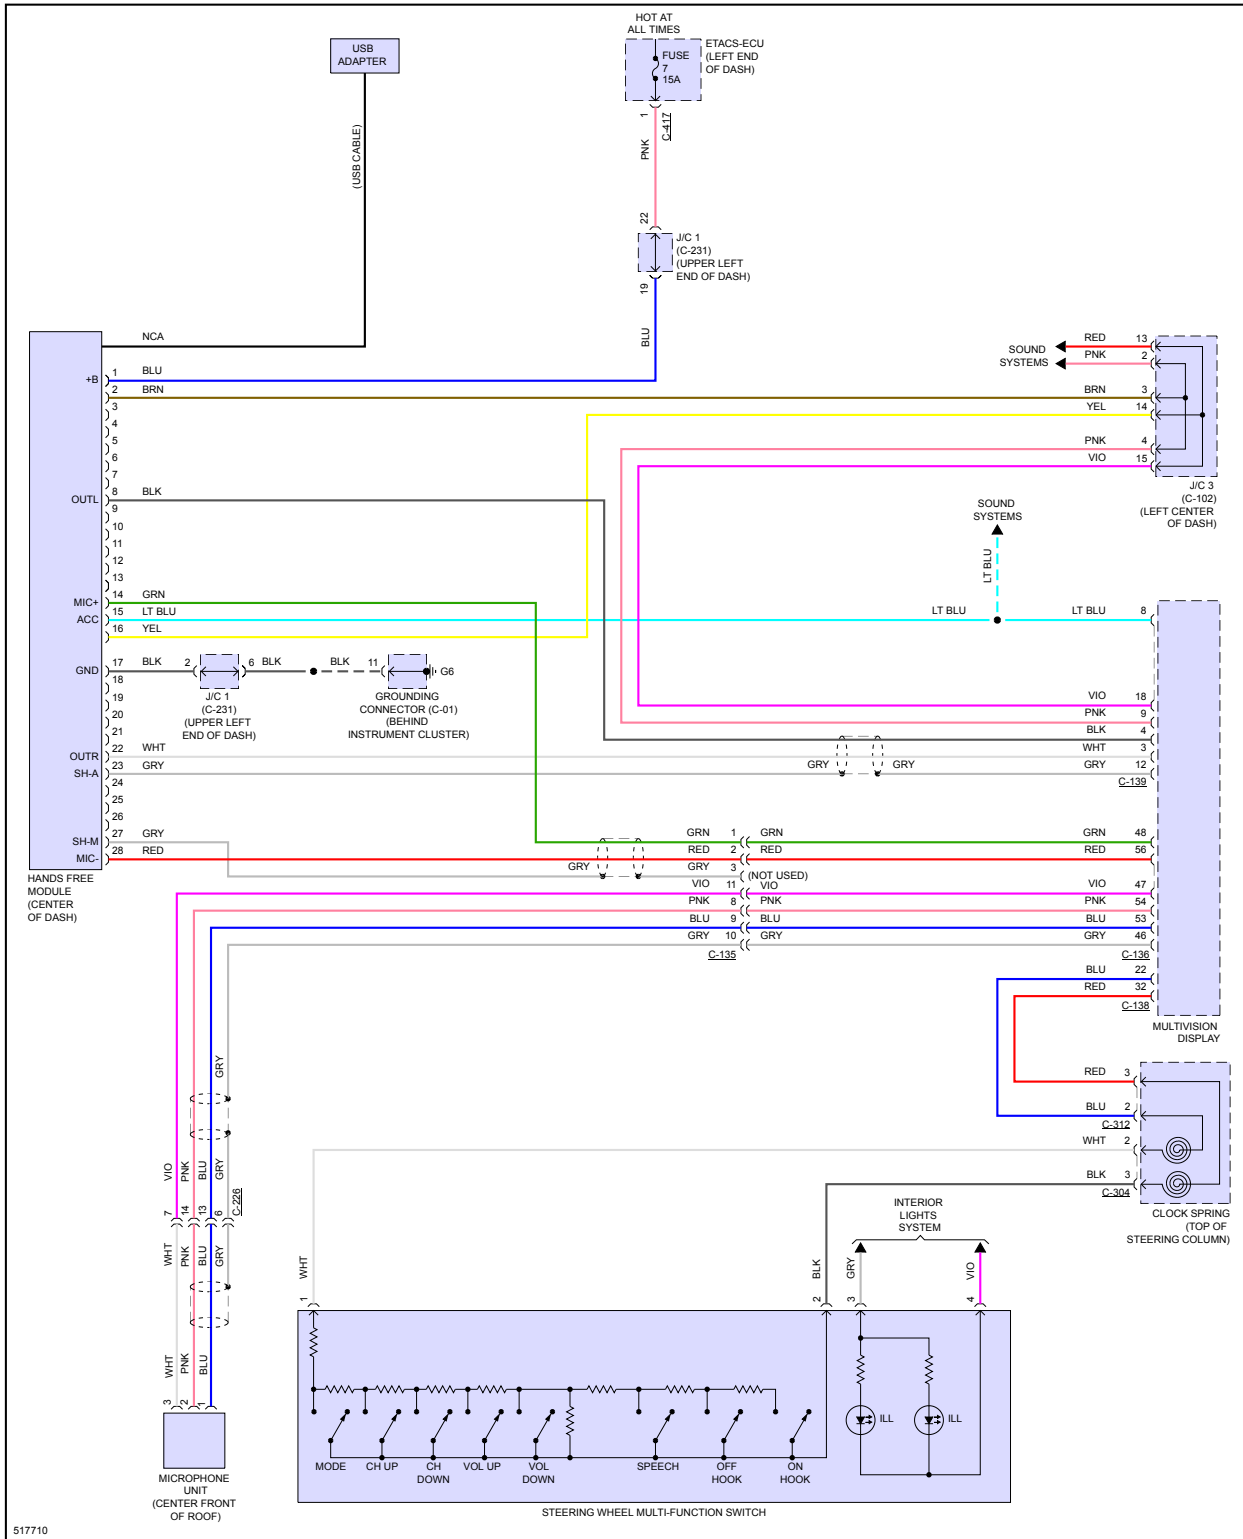 HOT AT
ALL TIMES
USB
ADAPTER
FUSE
7
15A
ETACS-ECU
(LEFT END
OF DASH)
1
C-417
PNK
(USB CABLE)
22
J/C 1
(C-231)
(UPPER LEFT
END OF DASH)
19
BLU
NCA
+B
1 BLU
2 BRN
3
4
5
6
7
OUTL
8 BLK
9
10
11
12
13
MIC+
14 GRN
ACC
15 LT BLU
16 YEL
GND
17 BLK 2
6 BLK
BLK 11
G6
18
19
20
21
OUTR
22 WHT
SH-A
23 GRY
24
25
26
SH-M
27 GRY
MIC-
28 RED
HANDS FREE
MODULE
(CENTER
OF DASH)
J/C 1
(C-231)
(UPPER LEFT
END OF DASH)
GROUNDING
CONNECTOR (C-01)
(BEHIND
INSTRUMENT CLUSTER)
SOUND
SYSTEMS
RED 13
PNK 2
BRN 3
YEL 14
PNK 4
VIO 15
J/C 3
(C-102)
(LEFT CENTER
OF DASH)
SOUND
SYSTEMS
LT BLU
LT BLU
LT BLU 8
VIO 18
PNK 9
BLK 4
WHT 3
GRY GRY
GRY 12
C-139
GRN 1 GRN
GRN 48
RED 2 RED
RED 56
GRY
GRY 3 (NOT USED)
VIO 11 VIO
VIO 47
PNK 8 PNK
PNK 54
BLU 9 BLU
BLU 53
GRY 10 GRY
GRY 46
C-135
C-136
BLU 22
RED 32
C-138
MULTIVISION
DISPLAY
RED 3
BLU 2
C-312
WHT 2
BLK 3
C-304
CLOCK SPRING
(TOP OF
STEERING COLUMN)
GRY
VIO
PNK
BLU
GRY
7
14
13
6
C-226
WHT
PNK
BLU
GRY
WHT
PNK
BLU
3
2
1
MICROPHONE
UNIT
(CENTER FRONT
OF ROOF)
INTERIOR
LIGHTS
SYSTEM
WHT
BLK
GRY
VIO
1
2
3
4
ILL
ILL
MODE
CH UP
CH
DOWN
VOL UP
VOL
DOWN
SPEECH
OFF
HOOK
ON
HOOK
STEERING WHEEL MULTI-FUNCTION SWITCH
517710